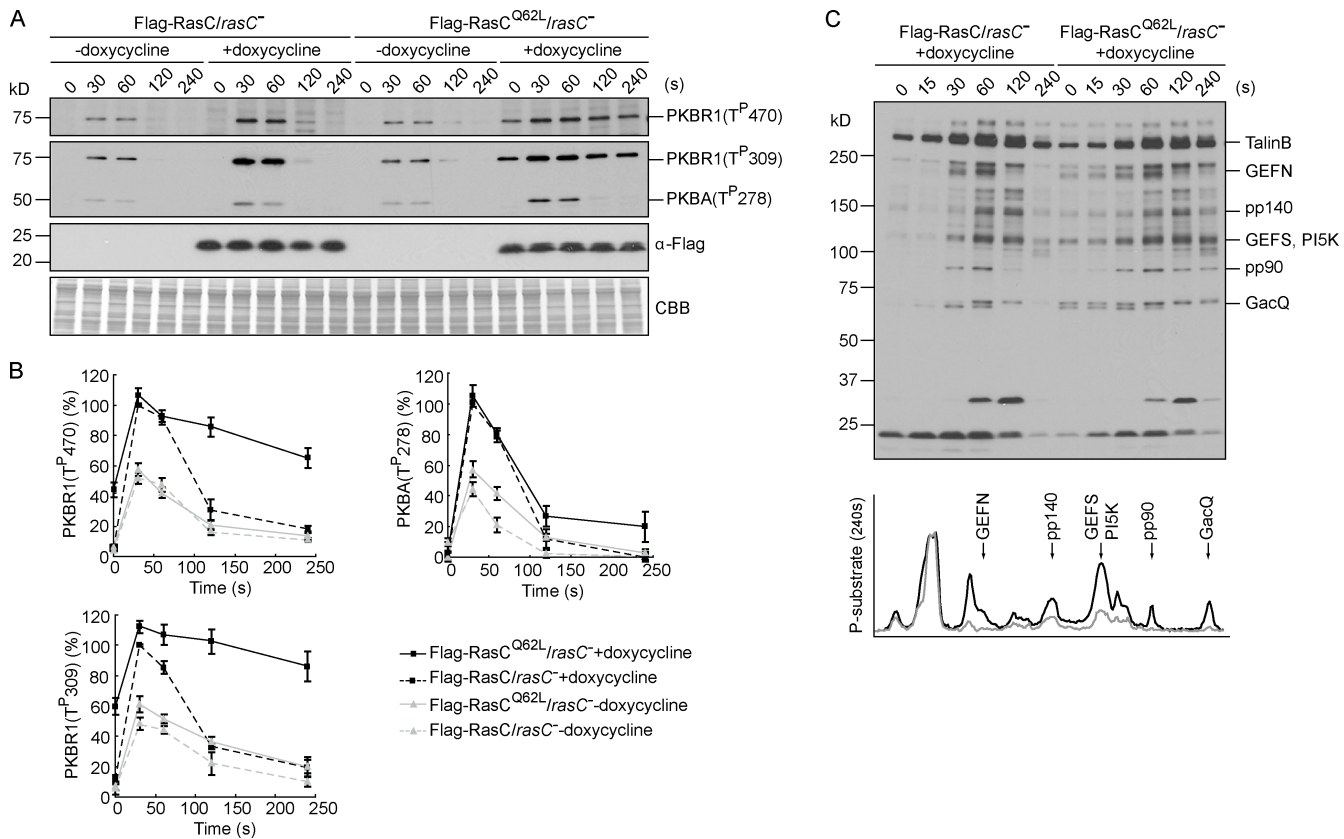 A
Flag-RasC/rasC⁻ Flag-RasC^Q62L/rasC⁻
-doxycycline +doxycycline -doxycycline +doxycycline
0 30 60 120 240 0 30 60 120 240 0 30 60 120 240 0 30 60 120 240 (s)
kD
75 PKBR1(T^P470)
75 PKBR1(T^P309)
50 PKBA(T^P278)
25 α-Flag
20
CBB
B
PKBR1(T^P470) (%)
120
100
80
60
40
20
0
0 50 100 150 200 250
Time (s)
PKBA(T^P278) (%)
120
100
80
60
40
20
0
0 50 100 150 200 250
Time (s)
PKBR1(T^P309) (%)
120
100
80
60
40
20
0
0 50 100 150 200 250
Time (s)
Flag-RasC^Q62L/rasC⁻+doxycycline
Flag-RasC/rasC⁻+doxycycline
Flag-RasC^Q62L/rasC⁻-doxycycline
Flag-RasC/rasC⁻-doxycycline
C
Flag-RasC/rasC⁻ Flag-RasC^Q62L/rasC⁻
+doxycycline +doxycycline
0 15 30 60 120 240 0 15 30 60 120 240 (s)
kD
TalinB
250
GEFN
150
pp140
GEFS, PI5K
100
pp90
75
GacQ
50
37
25
P-substrate (240s)
GEFN
pp140
GEFS
PI5K
pp90
GacQ